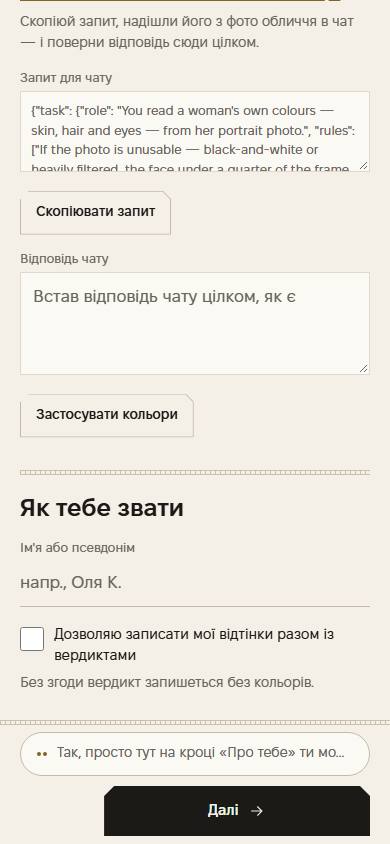 Скопіюй запит, надішли його з фото обличчя в чат
— і поверни відповідь сюди цілком.
Запит для чату
{"task": {"role": "You read a woman's own colours —
skin, hair and eyes — from her portrait photo.", "rules":
["If the photo is unusable — black-and-white or
heavily filtered, the face under a quarter of the frame,
Скопіювати запит
Відповідь чату
Встав відповідь чату цілком, як є
Застосувати кольори
Як тебе звати
Ім'я або псевдонім
напр., Оля К.
Дозволяю записати мої відтінки разом із
вердиктами
Без згоди вердикт запишеться без кольорів.
Так, просто тут на кроці «Про тебе» ти мо...
Далі →